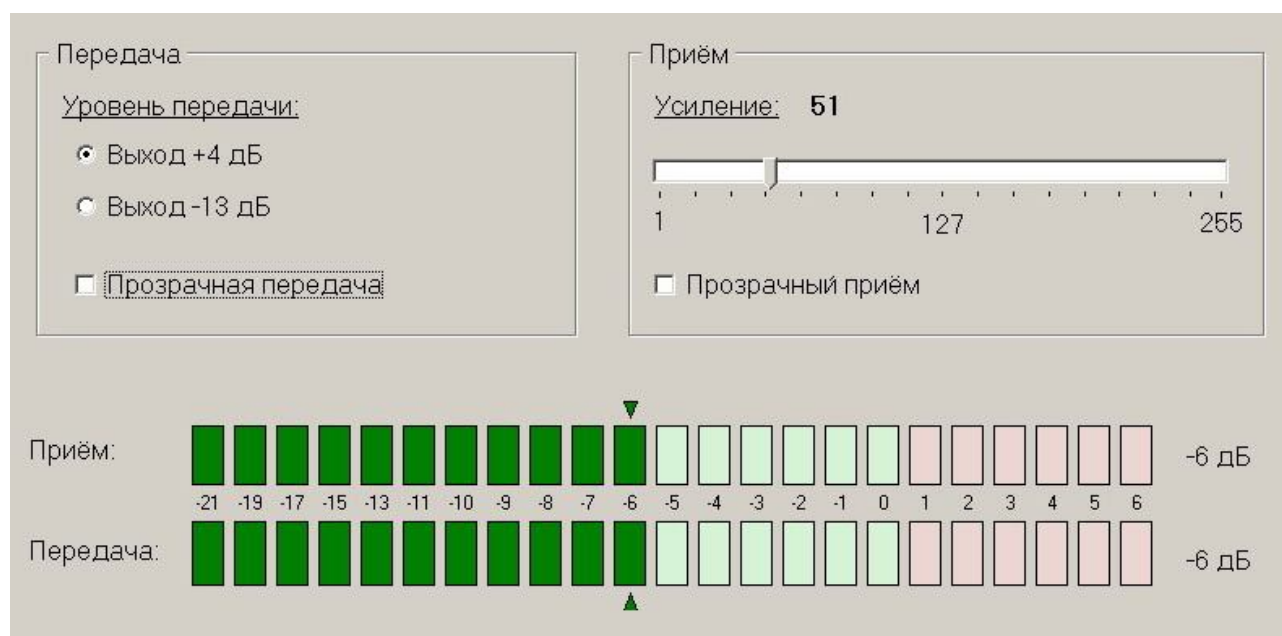 Передача
Уровень передачи:
Выход +4 дБ
Выход -13 дБ
Прозрачная передача
Приём
Усиление: 51
1 127 255
Прозрачный приём
Приём: -6 дБ
-21 -19 -17 -15 -13 -11 -10 -9 -8 -7 -6 -5 -4 -3 -2 -1 0 1 2 3 4 5 6
Передача: -6 дБ